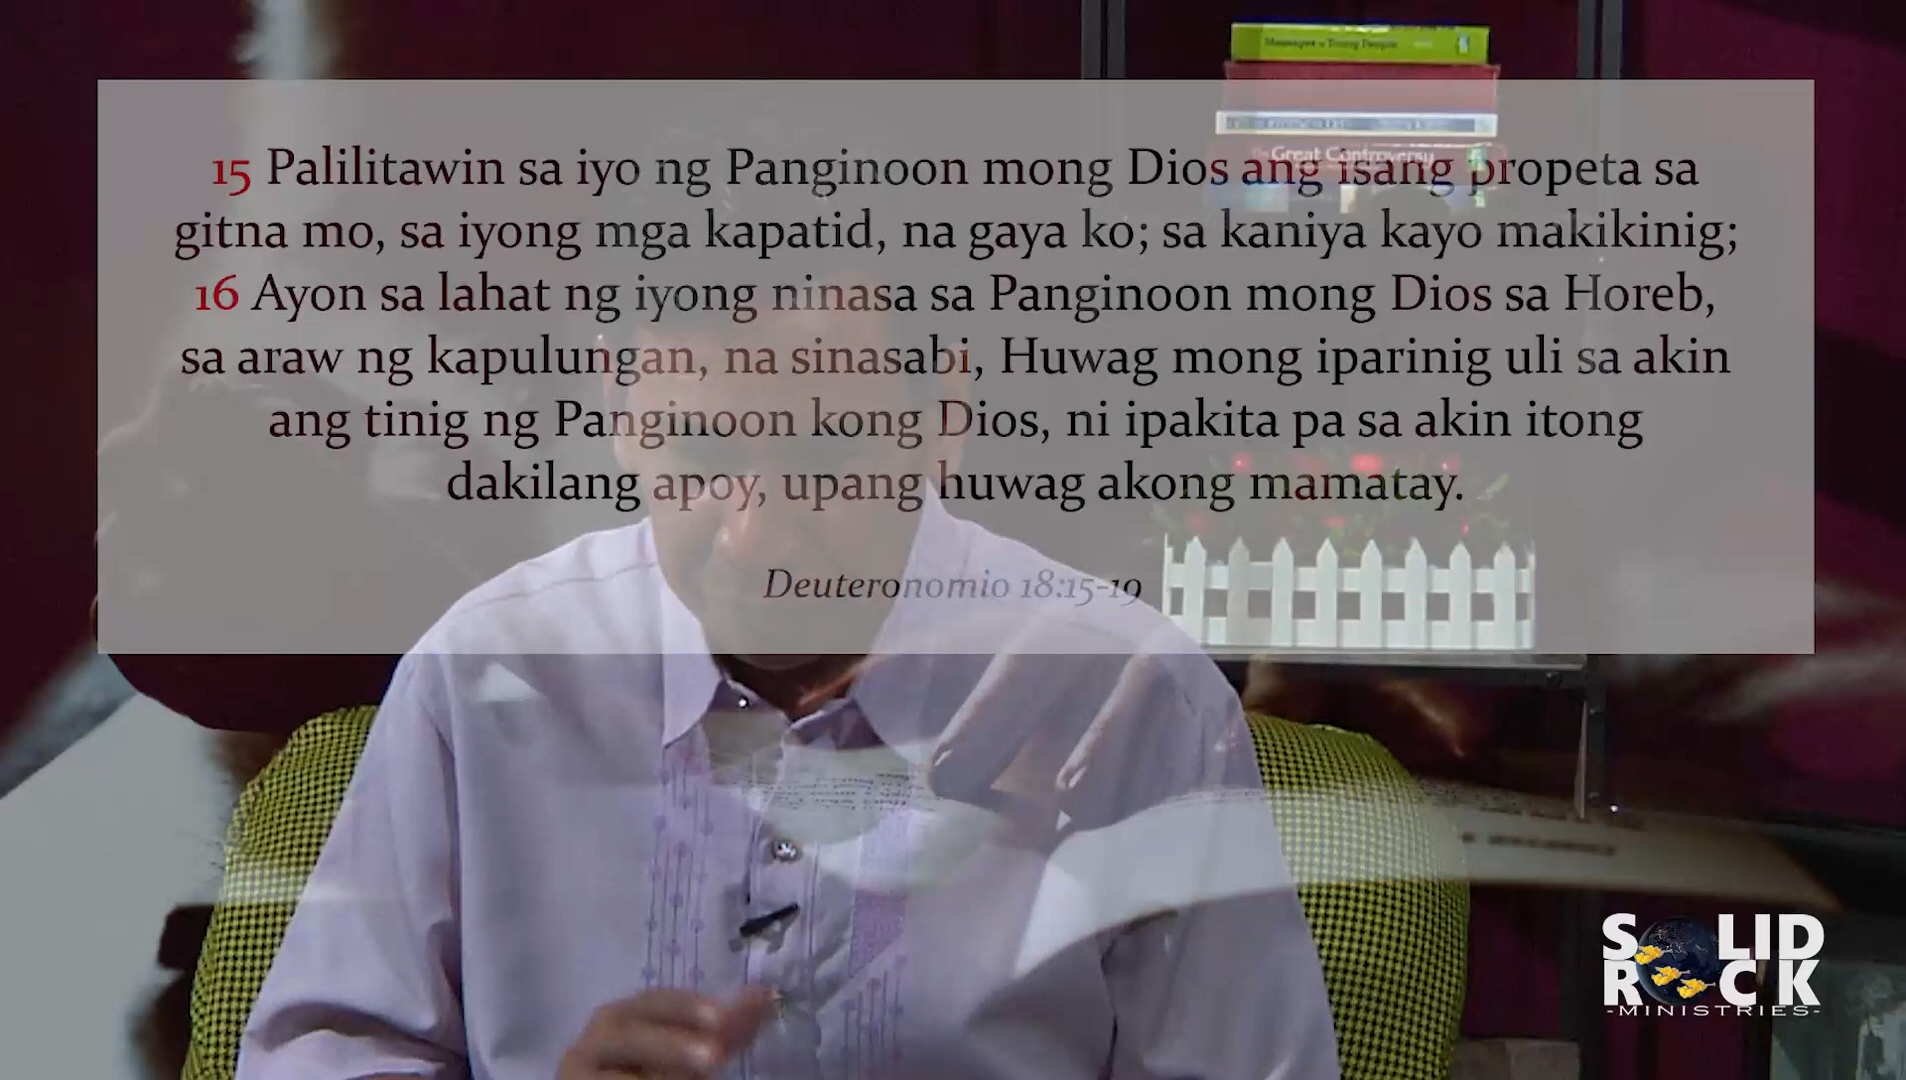 Messages to Young People
Great Controversy
15 Palilitawin sa iyo ng Panginoon mong Dios ang isang propeta sa
gitna mo, sa iyong mga kapatid, na gaya ko; sa kaniya kayo makikinig;
16 Ayon sa lahat ng iyong ninasa sa Panginoon mong Dios sa Horeb,
sa araw ng kapulungan, na sinasabi, Huwag mong iparinig uli sa akin
ang tinig ng Panginoon kong Dios, ni ipakita pa sa akin itong
dakilang apoy, upang huwag akong mamatay.
Deuteronomio 18:15-19
SOLID
ROCK
-MINISTRIES-